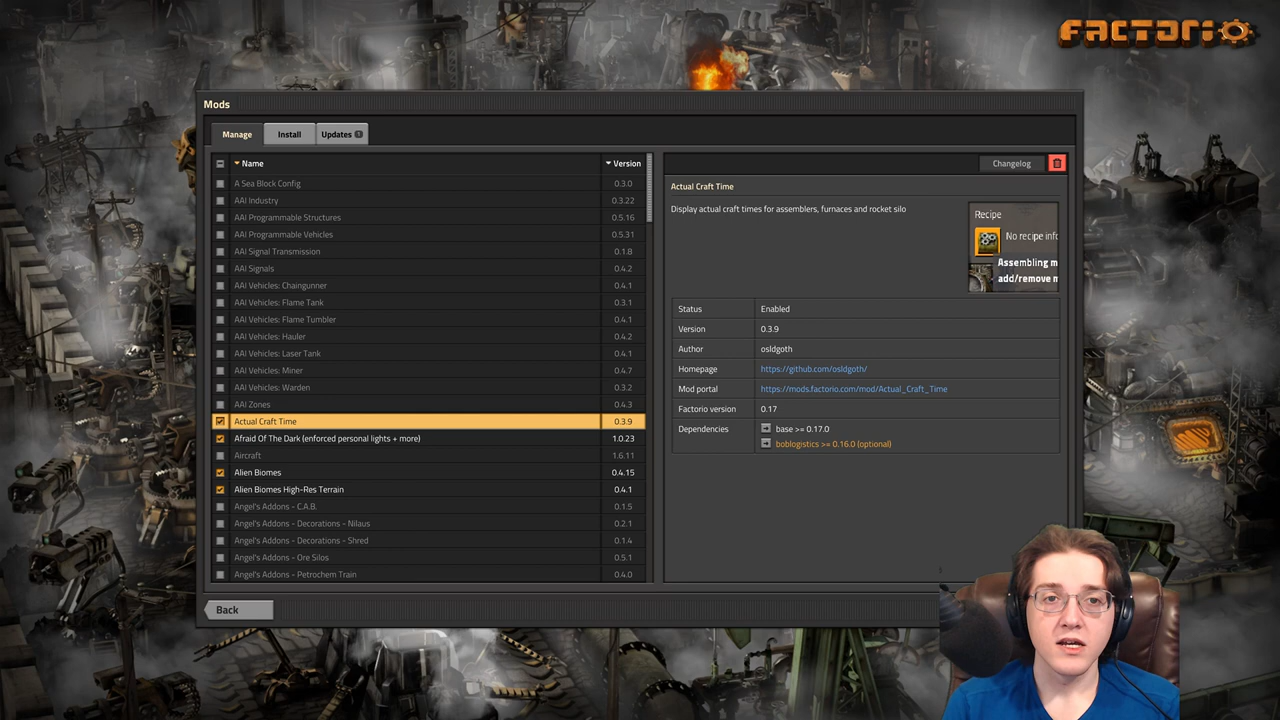 FACTORIO
Mods
Manage
Install
Updates 1
Name
Version
A Sea Block Config
0.3.0
AAI Industry
0.3.22
AAI Programmable Structures
0.5.16
AAI Programmable Vehicles
0.5.31
AAI Signal Transmission
0.1.8
AAI Signals
0.4.2
AAI Vehicles: Chaingunner
0.4.1
AAI Vehicles: Flame Tank
0.3.1
AAI Vehicles: Flame Tumbler
0.4.1
AAI Vehicles: Hauler
0.4.2
AAI Vehicles: Laser Tank
0.4.1
AAI Vehicles: Miner
0.4.7
AAI Vehicles: Warden
0.3.2
AAI Zones
0.4.3
Actual Craft Time
0.3.9
Afraid Of The Dark (enforced personal lights + more)
1.0.23
Aircraft
1.6.11
Alien Biomes
0.4.15
Alien Biomes High-Res Terrain
0.4.1
Angel's Addons - C.A.B.
0.1.5
Angel's Addons - Decorations - Nilaus
0.2.1
Angel's Addons - Decorations - Shred
0.1.4
Angel's Addons - Ore Silos
0.5.1
Angel's Addons - Petrochem Train
0.4.0
Changelog
Actual Craft Time
Display actual craft times for assemblers, furnaces and rocket silo
Recipe
No recipe info
Assembling m
add/remove m
Status
Enabled
Version
0.3.9
Author
osldgoth
Homepage
https://github.com/osldgoth/
Mod portal
https://mods.factorio.com/mod/Actual_Craft_Time
Factorio version
0.17
Dependencies
base >= 0.17.0
boblogistics >= 0.16.0 (optional)
Back